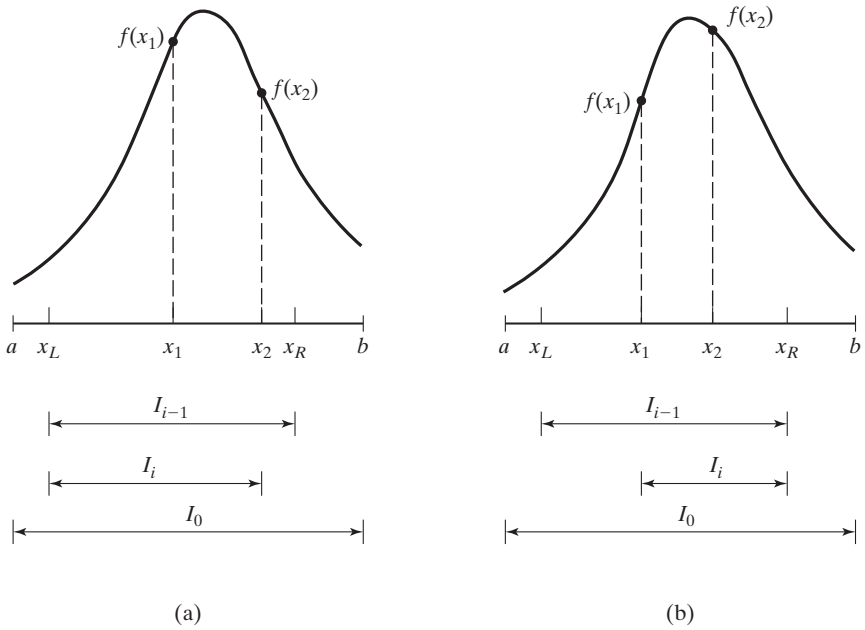 f(x₁)
f(x₂)
a x_L x₁ x₂ x_R b
I_{i−1}
I_i
I₀
(a)
f(x₂)
f(x₁)
a x_L x₁ x₂ x_R b
I_{i−1}
I_i
I₀
(b)